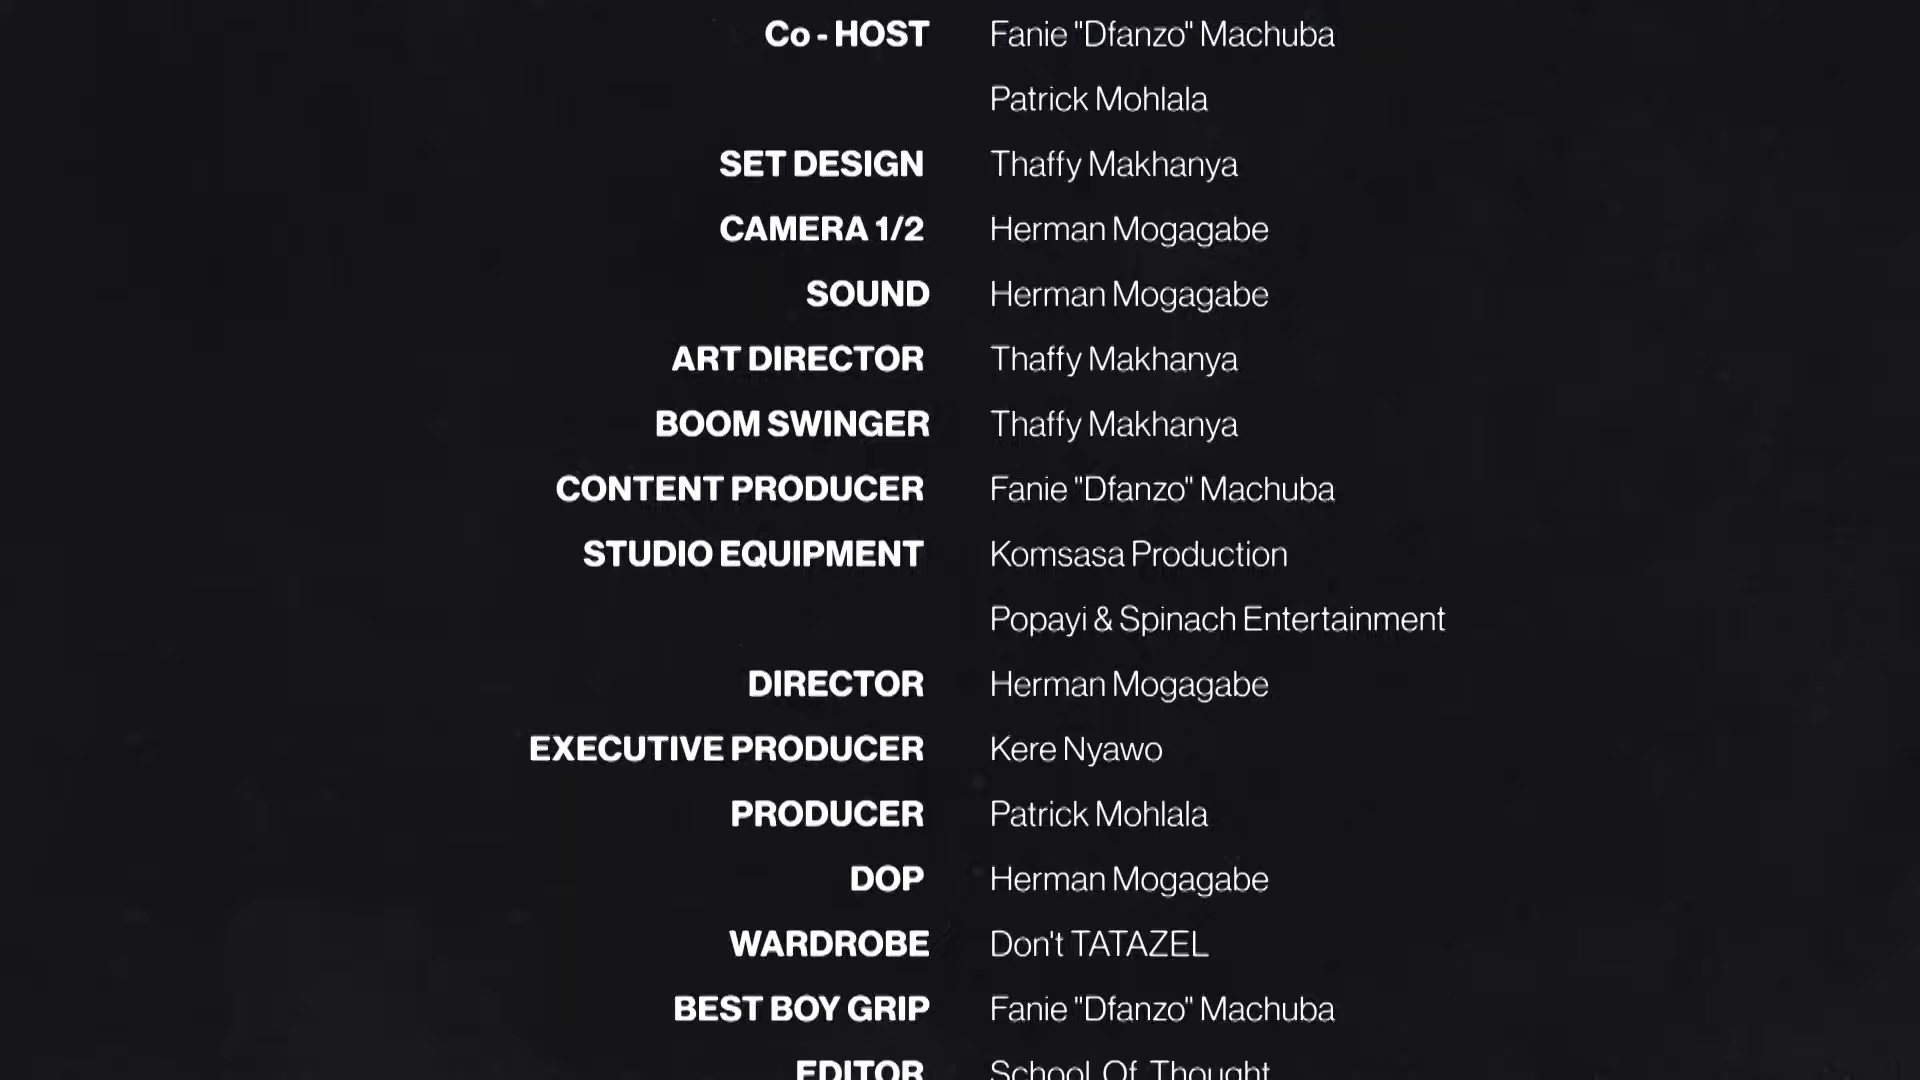 Co - HOST Fanie "Dfanzo" Machuba
Patrick Mohlala
SET DESIGN Thaffy Makhanya
CAMERA 1/2 Herman Mogagabe
SOUND Herman Mogagabe
ART DIRECTOR Thaffy Makhanya
BOOM SWINGER Thaffy Makhanya
CONTENT PRODUCER Fanie "Dfanzo" Machuba
STUDIO EQUIPMENT Komsasa Production
Popayi & Spinach Entertainment
DIRECTOR Herman Mogagabe
EXECUTIVE PRODUCER Kere Nyawo
PRODUCER Patrick Mohlala
DOP Herman Mogagabe
WARDROBE Don't TATAZEL
BEST BOY GRIP Fanie "Dfanzo" Machuba
EDITOR School Of Thought